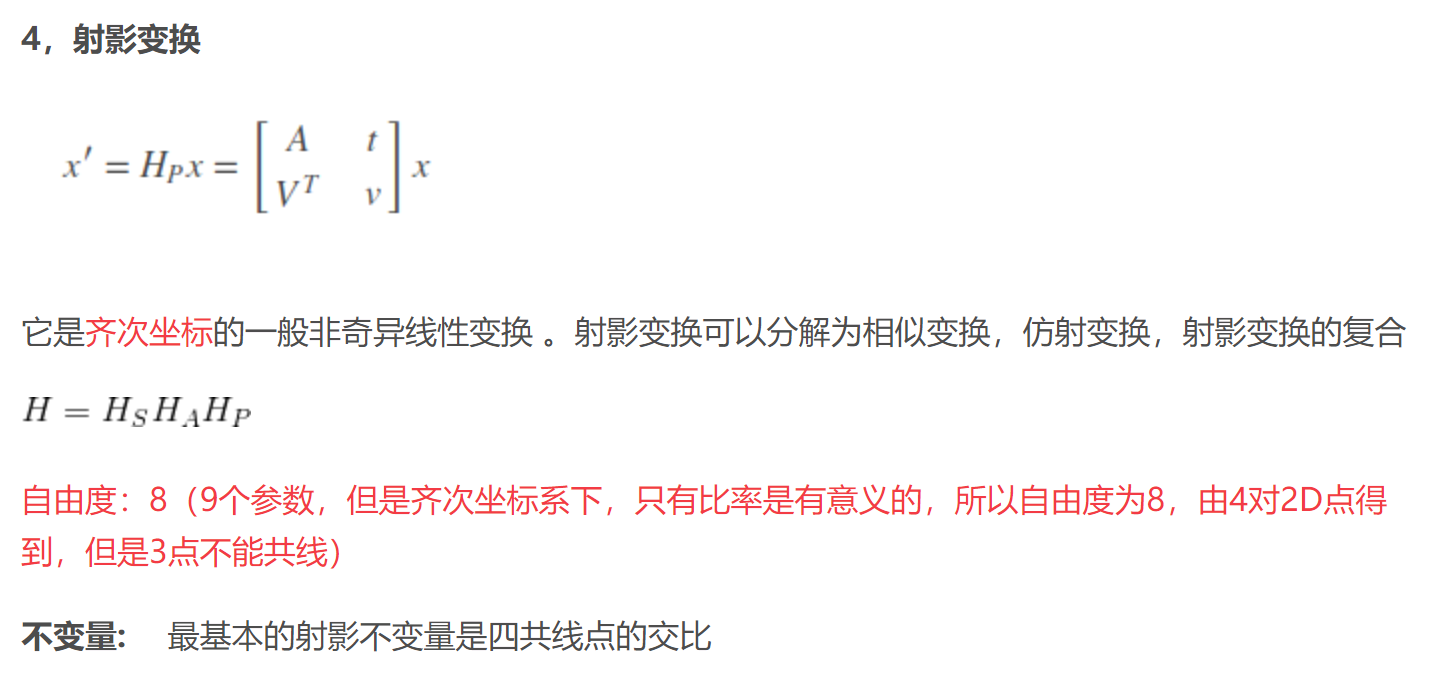 4，射影变换
x′ = H_P x = [ A t ; V^T v ] x
它是齐次坐标的一般非奇异线性变换 。射影变换可以分解为相似变换，仿射变换，射影变换的复合
H = H_S H_A H_P
自由度：8（9个参数，但是齐次坐标系下，只有比率是有意义的，所以自由度为8，由4对2D点得
到，但是3点不能共线）
不变量: 最基本的射影不变量是四共线点的交比